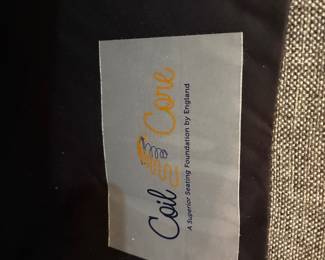 Coil Core
A Superior Seating Foundation by England